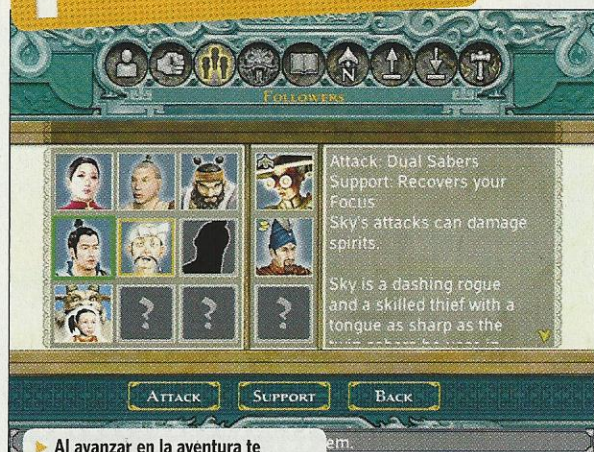 FOLLOWERS
Attack: Dual Sabers
Support: Recovers your
Focus
Sky's attacks can damage
spirits.
Sky is a dashing rogue
and a skilled thief with a
tongue as sharp as the
ATTACK
SUPPORT
BACK
Al avanzar en la aventura te
em.